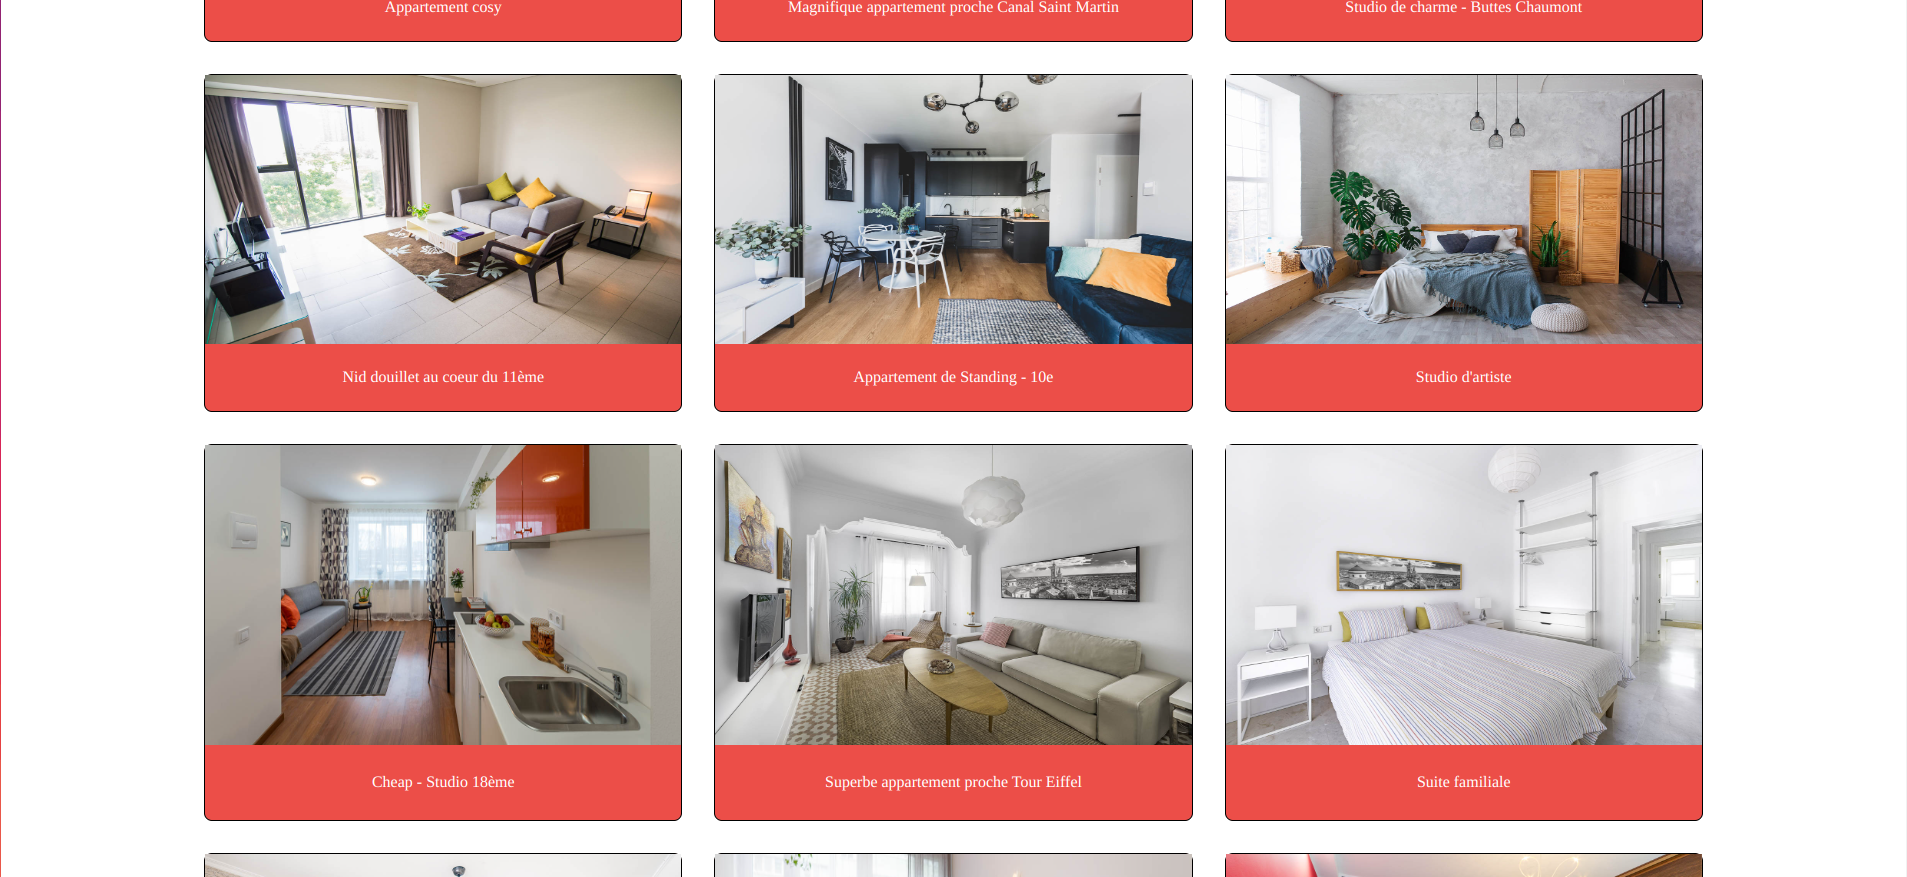 Appartement cosy
Magnifique appartement proche Canal Saint Martin
Studio de charme - Buttes Chaumont
Nid douillet au coeur du 11ème
Appartement de Standing - 10e
Studio d'artiste
Cheap - Studio 18ème
Superbe appartement proche Tour Eiffel
Suite familiale